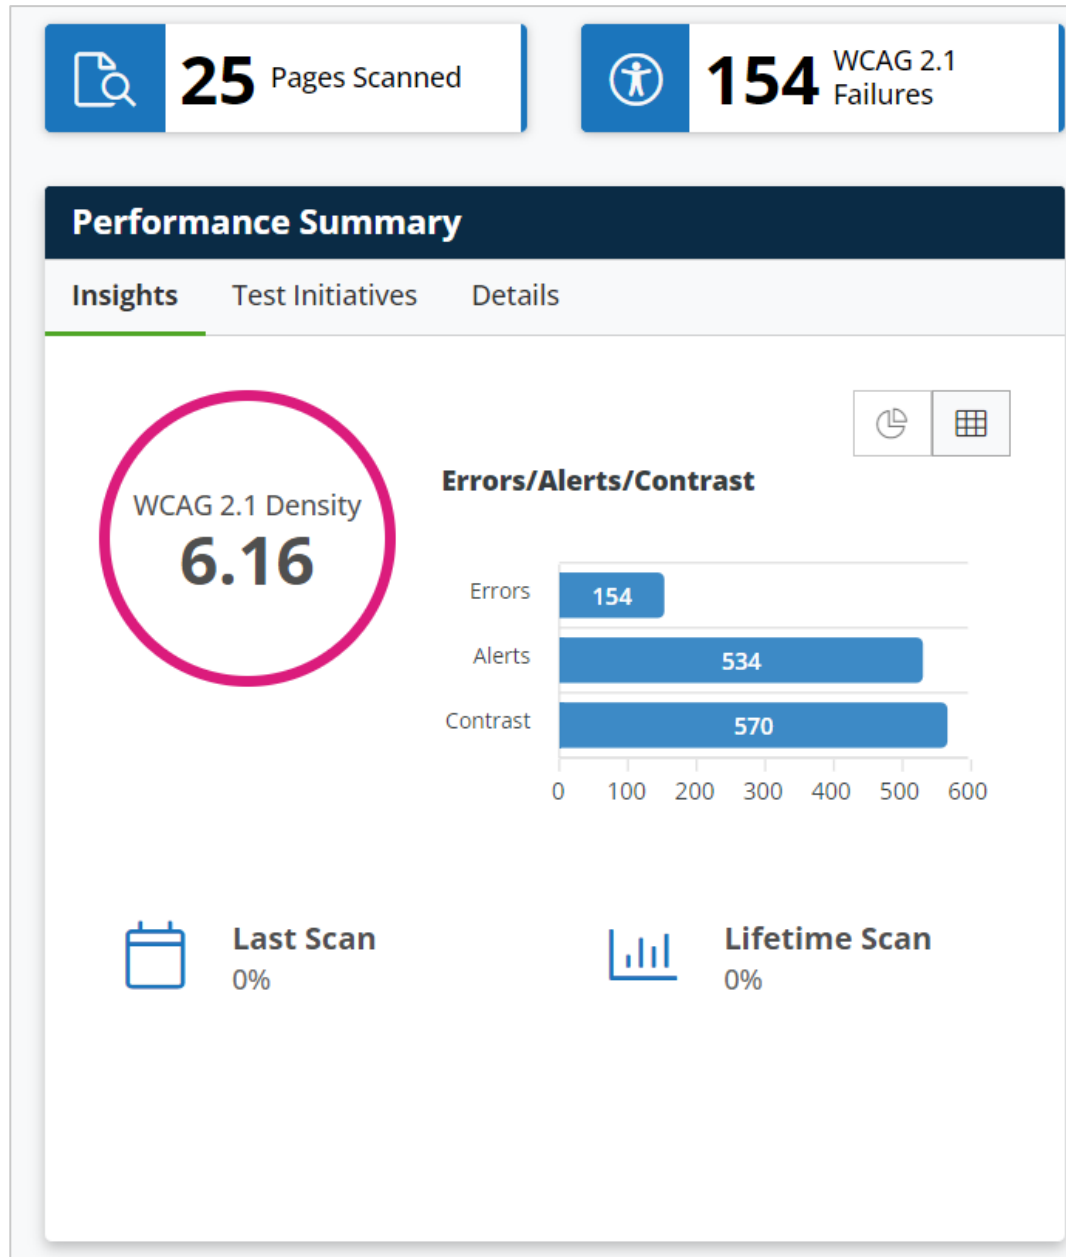 25 Pages Scanned
154 WCAG 2.1
Failures
Performance Summary
Insights Test Initiatives Details
WCAG 2.1 Density
6.16
Errors/Alerts/Contrast
Errors 154
Alerts 534
Contrast 570
0 100 200 300 400 500 600
Last Scan
0%
Lifetime Scan
0%